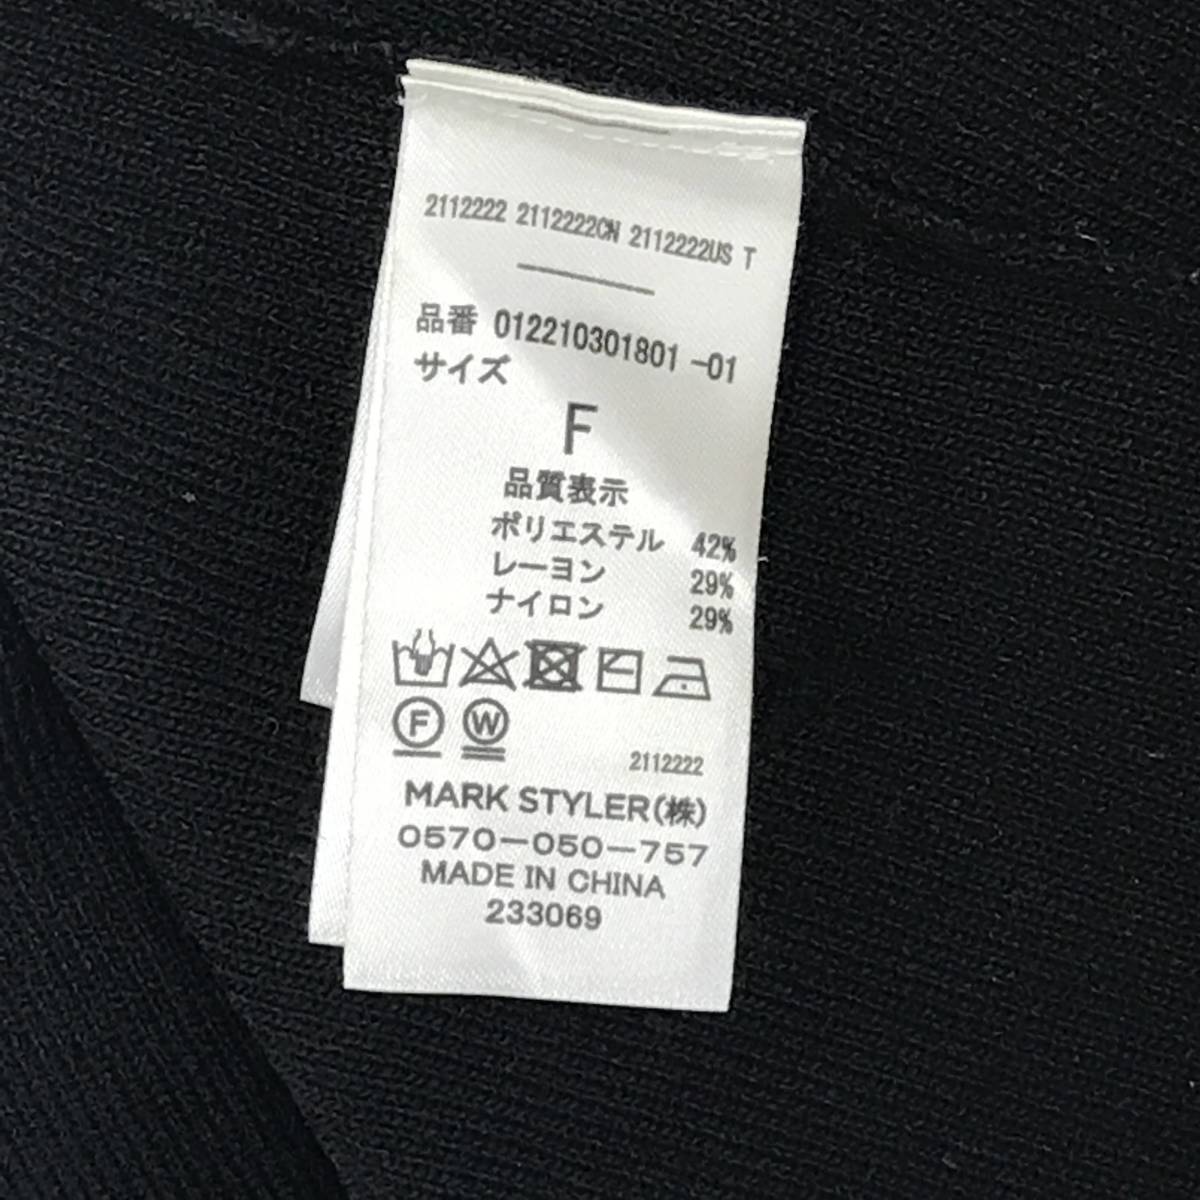 2112222 2112222CN 2112222US T
品番 012210301801 -01
サイズ
F
品質表示
ポリエステル 42%
レーヨン 29%
ナイロン 29%
F W
2112222
MARK STYLER(株)
0570-050-757
MADE IN CHINA
233069